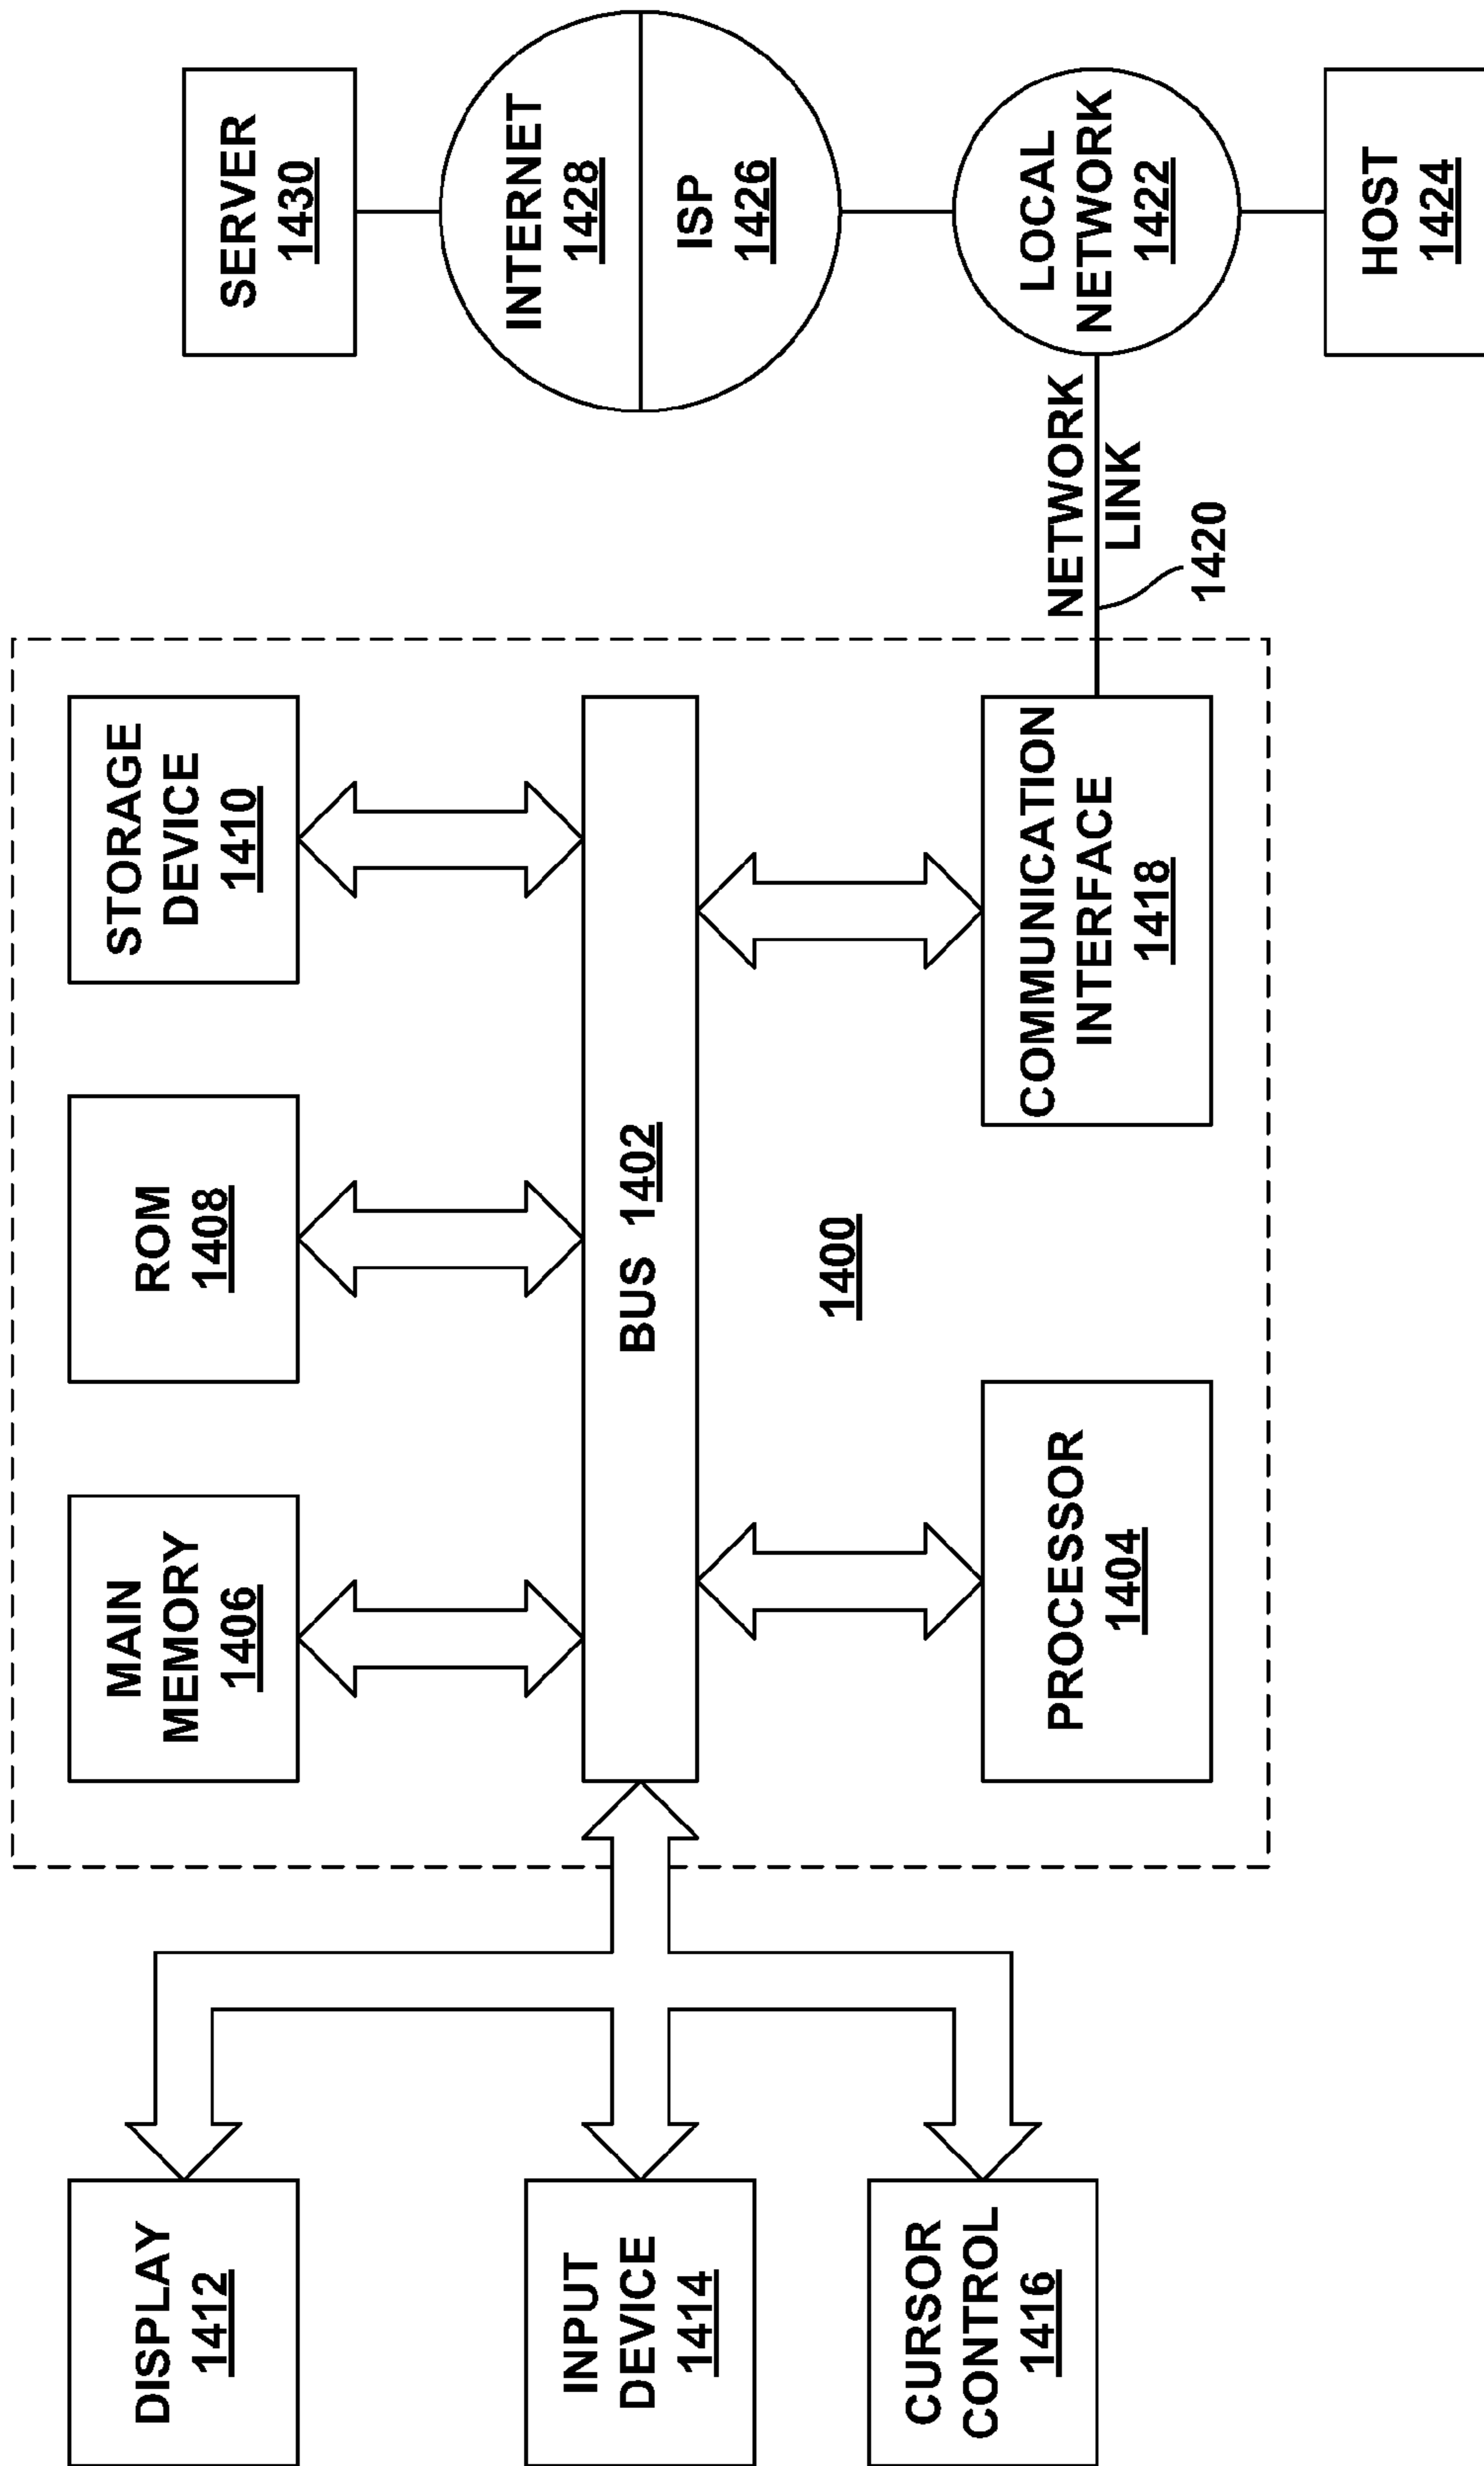 DISPLAY
1412
INPUT
DEVICE
1414
CURSOR
CONTROL
1416
MAIN
MEMORY
1406
ROM
1408
STORAGE
DEVICE
1410
BUS 1402
1400
PROCESSOR
1404
COMMUNICATION
INTERFACE
1418
NETWORK
LINK
1420
SERVER
1430
INTERNET
1428
ISP
1426
LOCAL
NETWORK
1422
HOST
1424